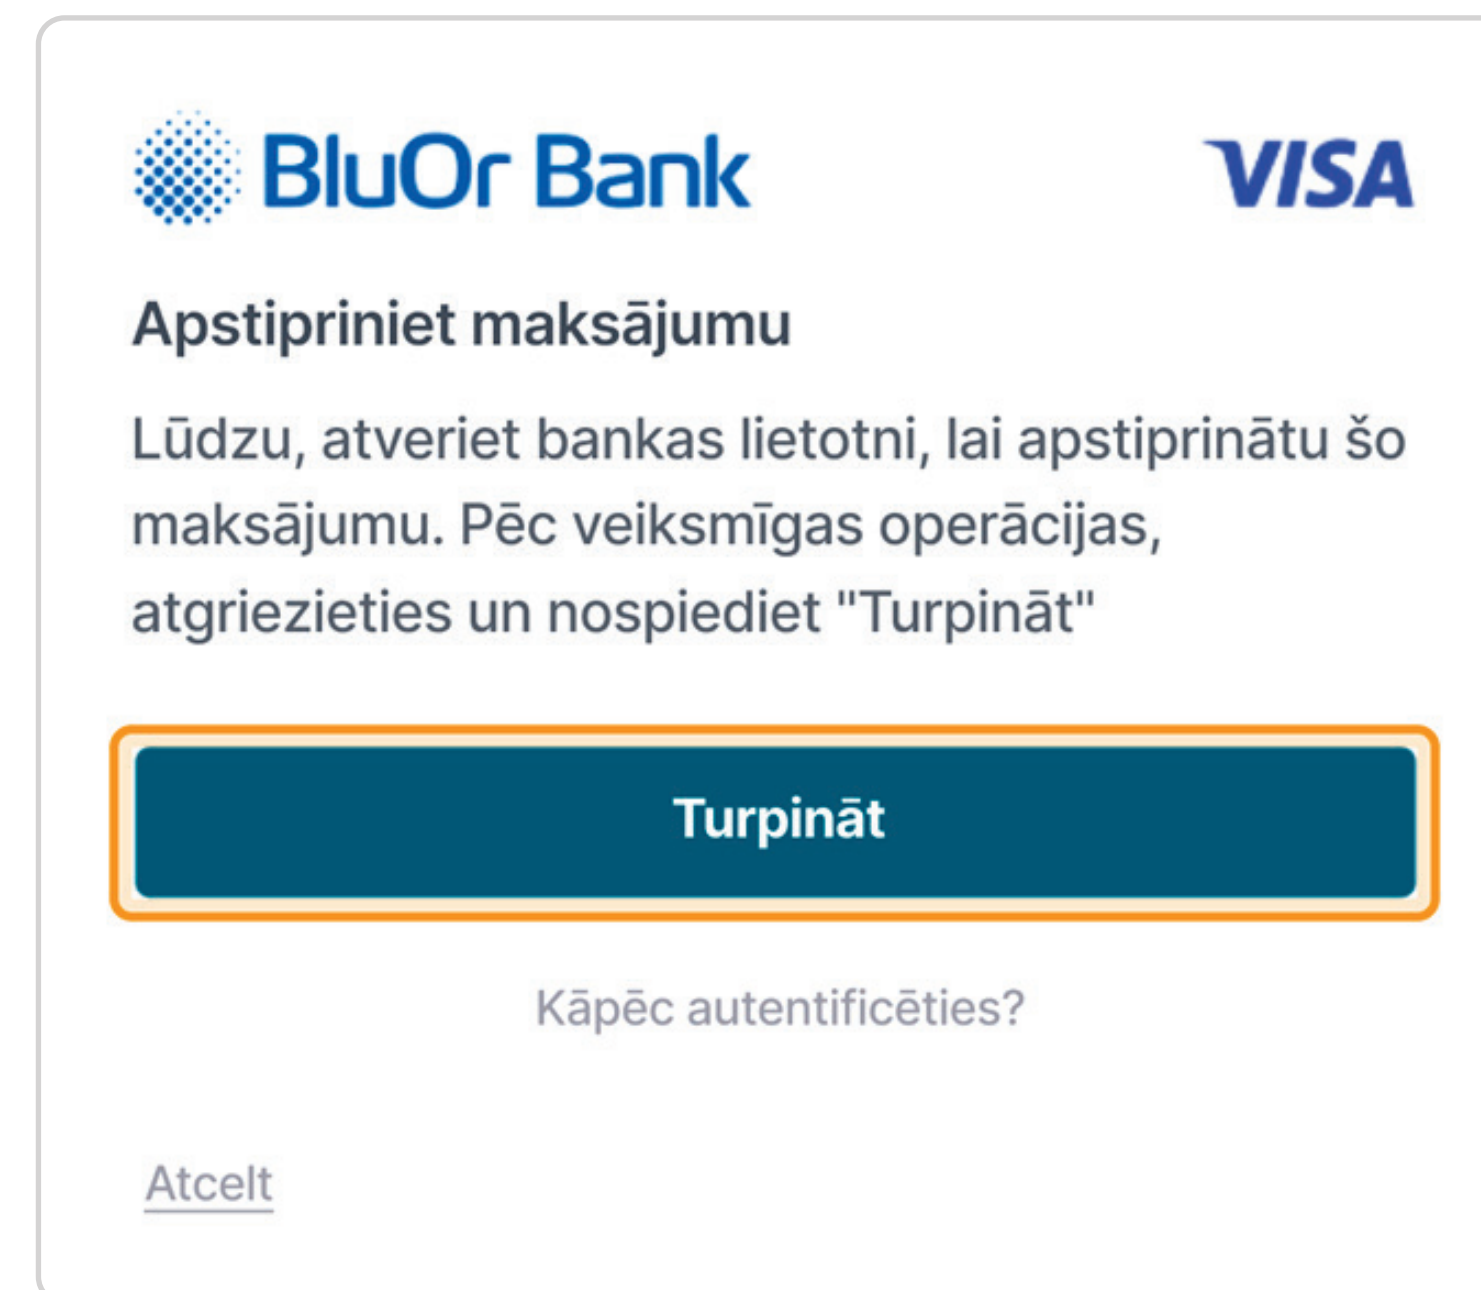 BluOr Bank
VISA
Apstipriniet maksājumu
Lūdzu, atveriet bankas lietotni, lai apstiprinātu šo
maksājumu. Pēc veiksmīgas operācijas,
atgriezieties un nospiediet "Turpināt"
Turpināt
Kāpēc autentificēties?
Atcelt